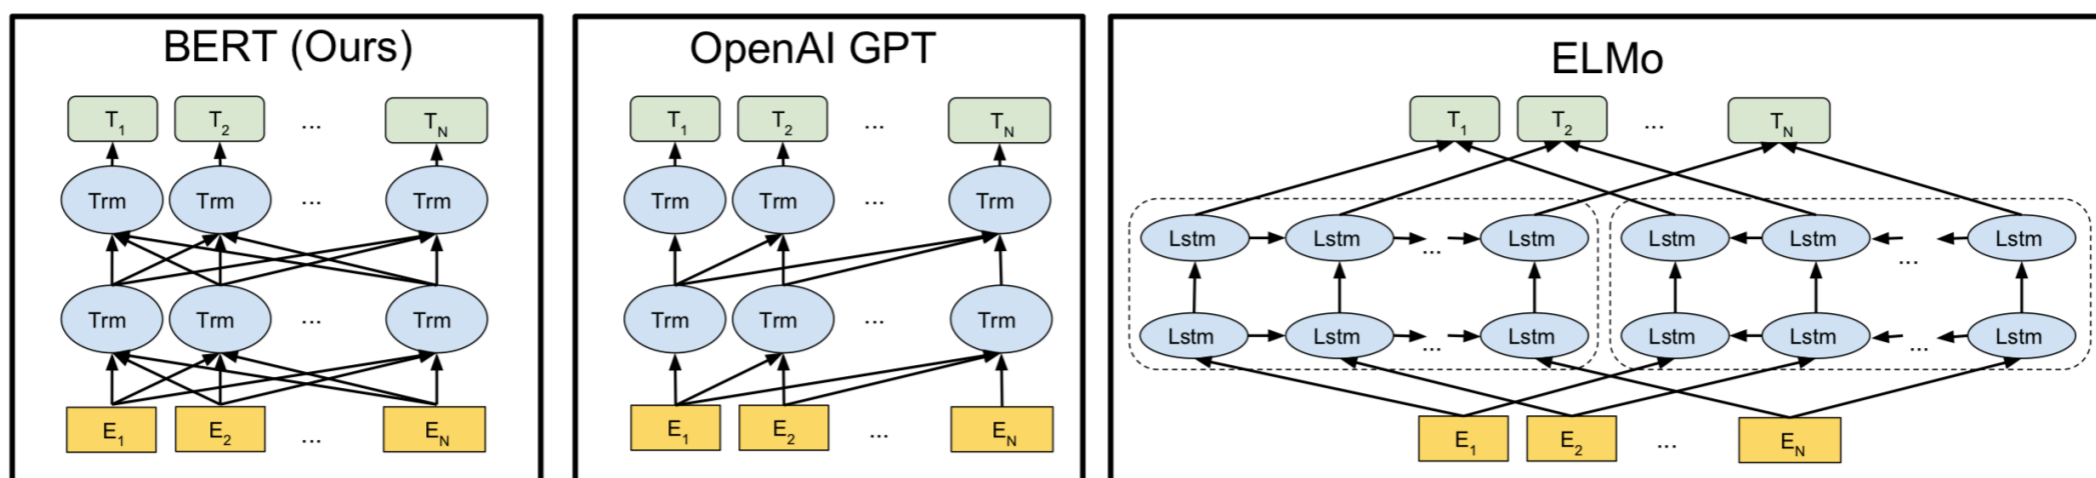 BERT (Ours)
T1 T2 ... TN
Trm Trm ... Trm
Trm Trm ... Trm
E1 E2 ... EN
OpenAI GPT
T1 T2 ... TN
Trm Trm ... Trm
Trm Trm ... Trm
E1 E2 ... EN
ELMo
T1 T2 ... TN
Lstm Lstm ... Lstm Lstm Lstm ... Lstm
Lstm Lstm ... Lstm Lstm Lstm ... Lstm
E1 E2 ... EN